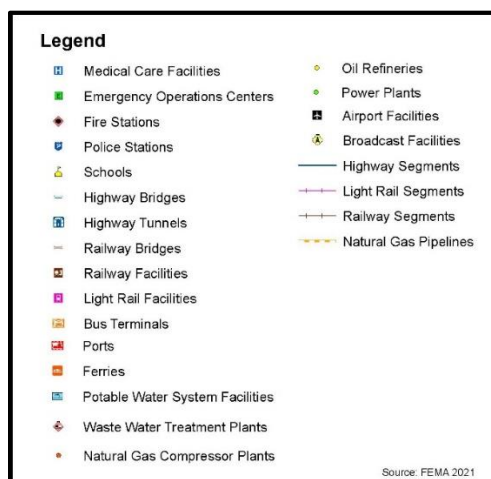 Legend
Medical Care Facilities
Emergency Operations Centers
Fire Stations
Police Stations
Schools
Highway Bridges
Highway Tunnels
Railway Bridges
Railway Facilities
Light Rail Facilities
Bus Terminals
Ports
Ferries
Potable Water System Facilities
Waste Water Treatment Plants
Natural Gas Compressor Plants
Oil Refineries
Power Plants
Airport Facilities
Broadcast Facilities
Highway Segments
Light Rail Segments
Railway Segments
Natural Gas Pipelines
Source: FEMA 2021